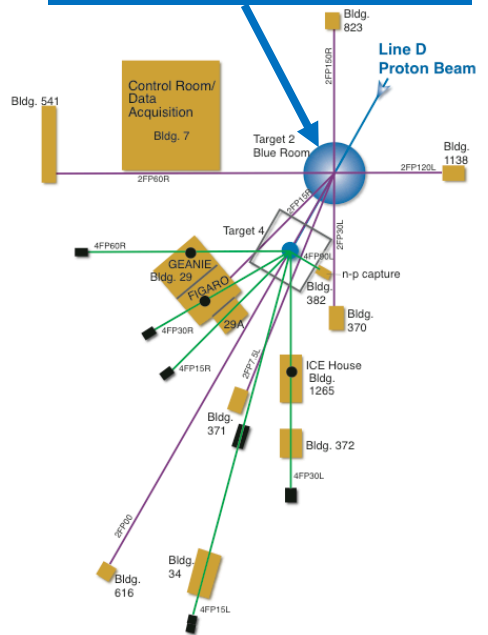 Bldg.
823
Line D
Proton Beam
2FP150R
Control Room/
Data
Acquisition
Bldg. 7
Bldg. 541
Target 2
Blue Room
Bldg.
1138
2FP60R
2FP120L
2FP15R
2FP30L
Target 4
4FP60R
4FP90L
GEANIE
Bldg. 29
n-p capture
FIGARO
Bldg.
382
Bldg.
370
29A
4FP30R
4FP15R
2FP7.5L
ICE House
Bldg.
1265
Bldg.
371
Bldg. 372
4FP30L
2FP00
Bldg.
34
Bldg.
616
4FP15L